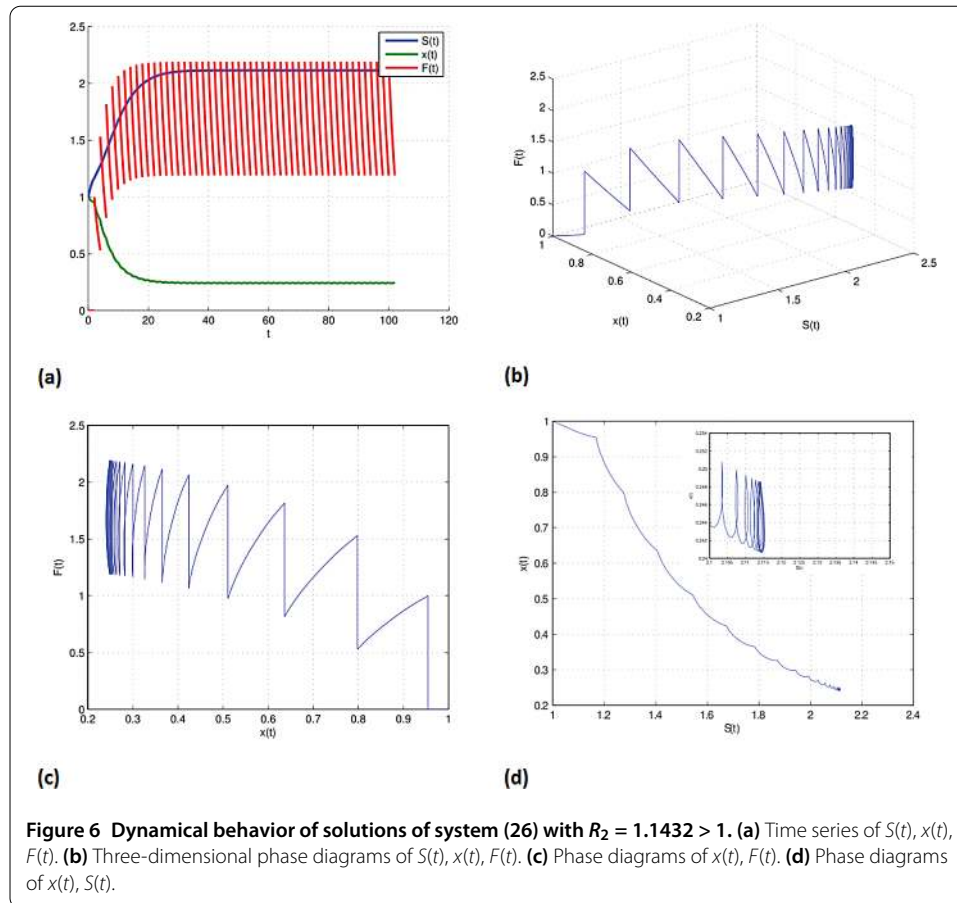 2.5
2
1.5
1
0.5
0
0 20 40 60 80 100 120
t
S(t)
x(t)
F(t)
(a)
2.5
2
1.5
1
0.5
0
F(t)
1
0.8
0.6
0.4
0.2
x(t)
1
1.5
2
2.5
S(t)
(b)
2.5
2
1.5
1
0.5
0
F(t)
0.2 0.3 0.4 0.5 0.6 0.7 0.8 0.9 1
x(t)
(c)
1
0.9
0.8
0.7
0.6
0.5
0.4
0.3
0.2
x(t)
1 1.2 1.4 1.6 1.8 2 2.2 2.4
S(t)
(d)
Figure 6 Dynamical behavior of solutions of system (26) with R₂ = 1.1432 > 1. (a) Time series of S(t), x(t),
F(t). (b) Three-dimensional phase diagrams of S(t), x(t), F(t). (c) Phase diagrams of x(t), F(t). (d) Phase diagrams
of x(t), S(t).